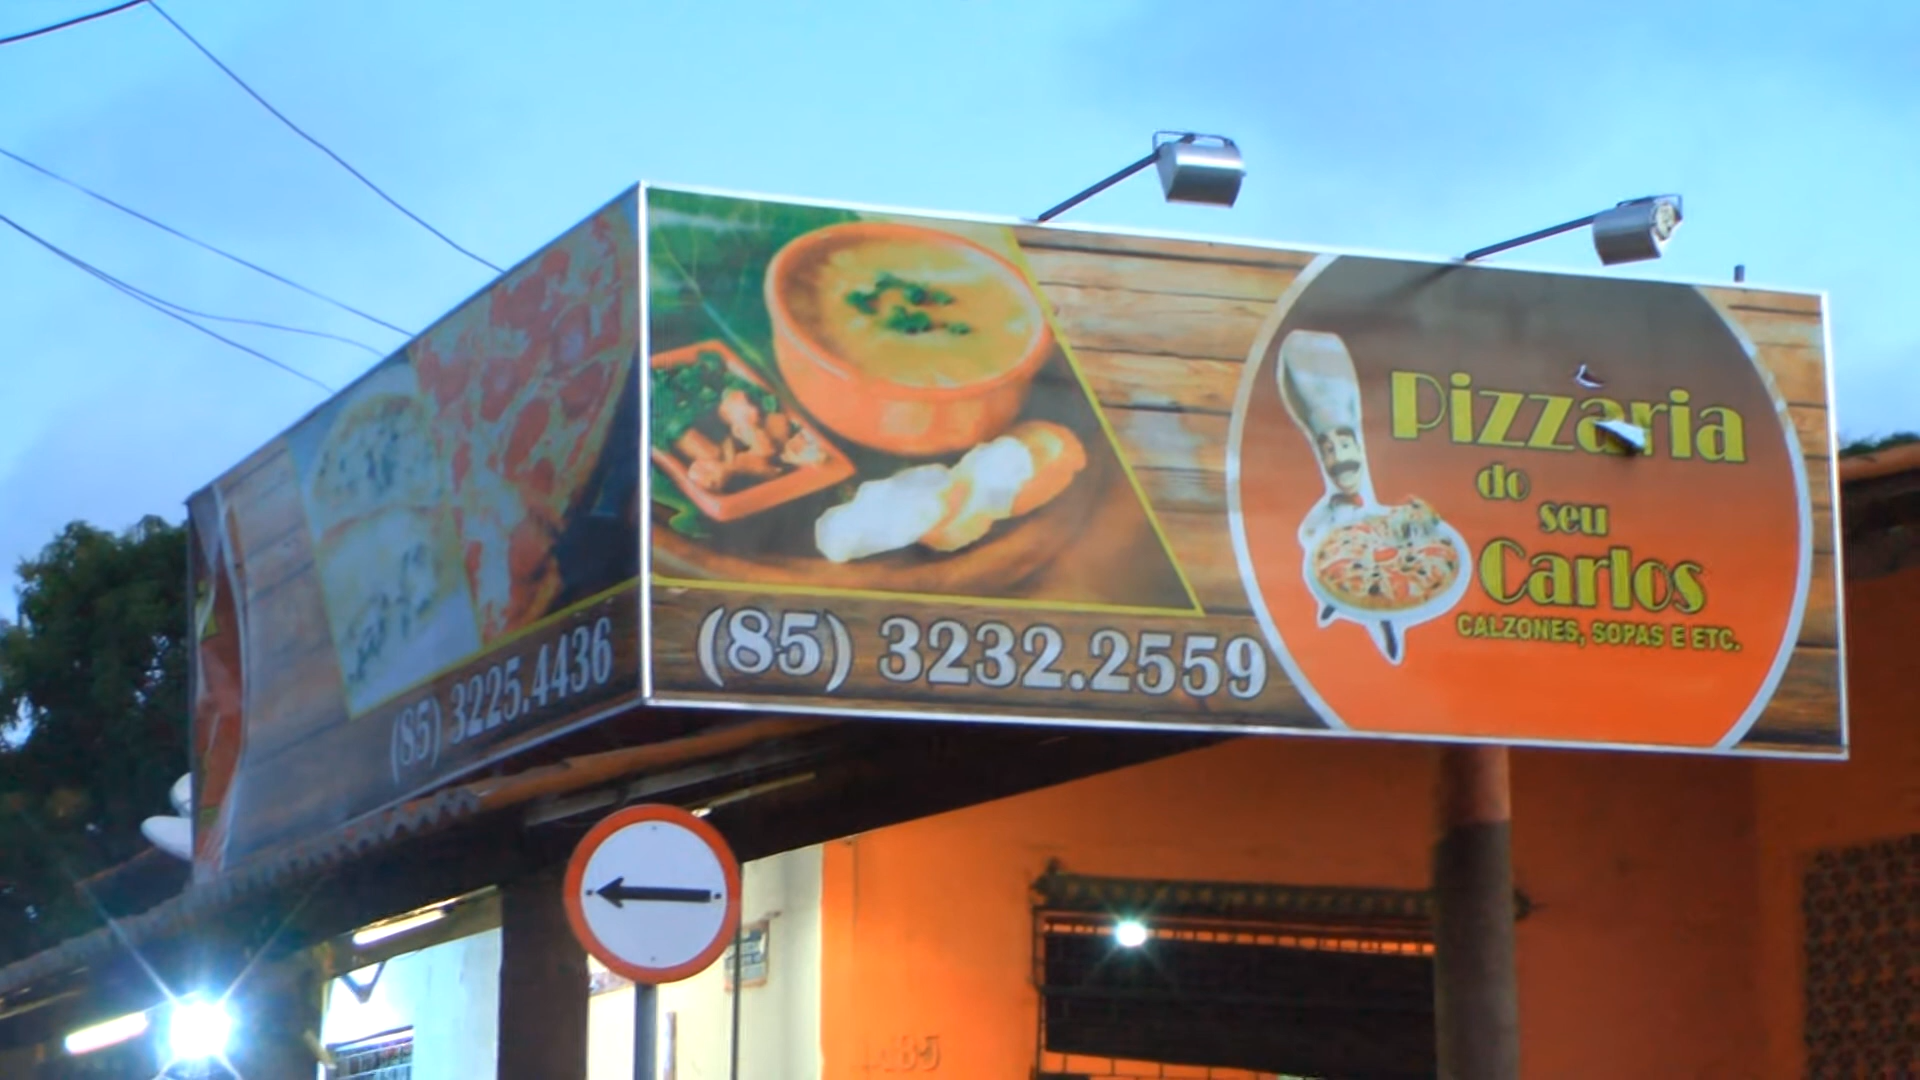 (85) 3225.4436
(85) 3232.2559
Pizzaria
do
seu
Carlos
CALZONES, SOPAS E ETC.